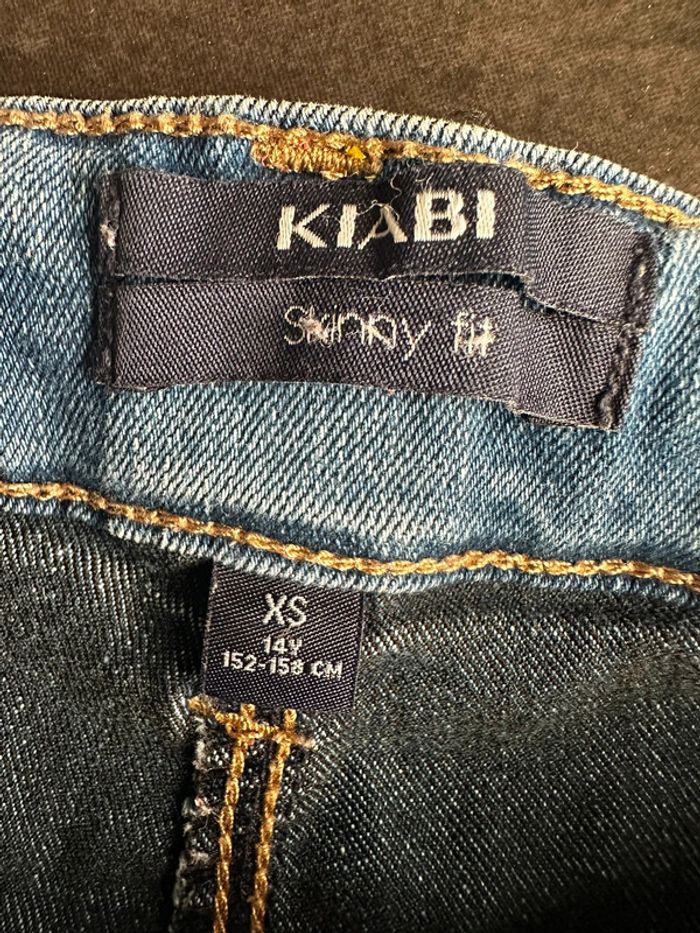 KIABI
Skinny fit
XS
14Y
152-158 CM